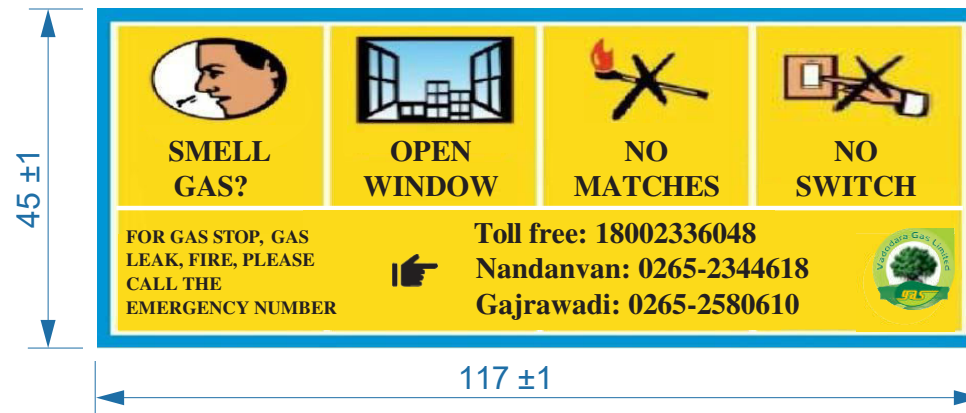 SMELL
GAS?
OPEN
WINDOW
NO
MATCHES
NO
SWITCH
FOR GAS STOP, GAS
LEAK, FIRE, PLEASE
CALL THE
EMERGENCY NUMBER
Toll free: 18002336048
Nandanvan: 0265-2344618
Gajrawadi: 0265-2580610
Vadodara Gas Limited
gas
45 ±1
117 ±1